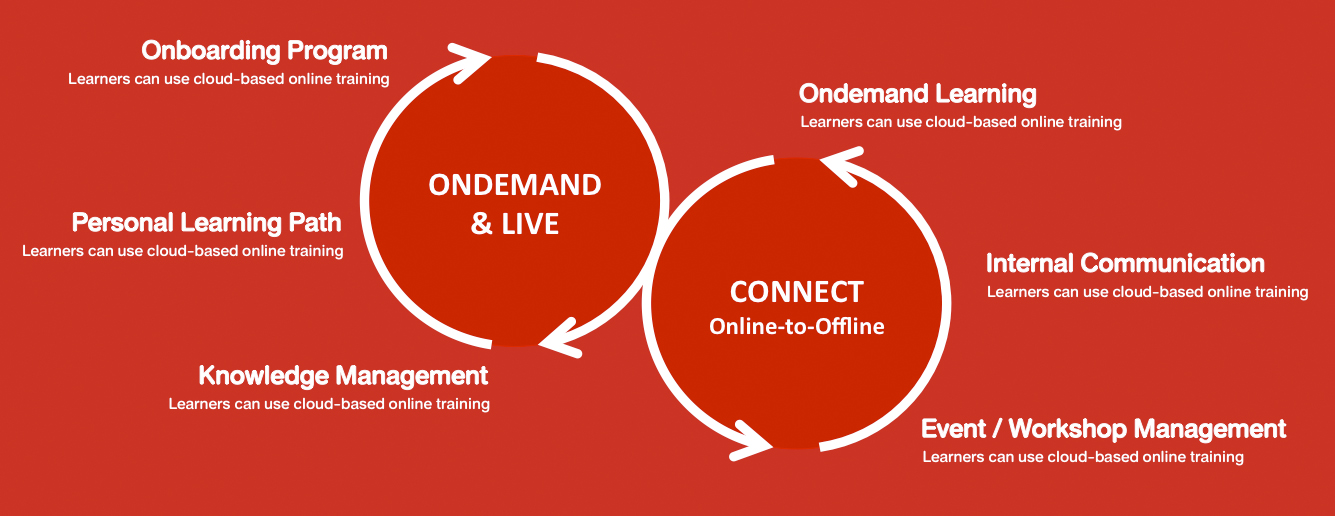 Onboarding Program
Learners can use cloud-based online training
Personal Learning Path
Learners can use cloud-based online training
Knowledge Management
Learners can use cloud-based online training
ONDEMAND
& LIVE
CONNECT
Online-to-Offline
Ondemand Learning
Learners can use cloud-based online training
Internal Communication
Learners can use cloud-based online training
Event / Workshop Management
Learners can use cloud-based online training